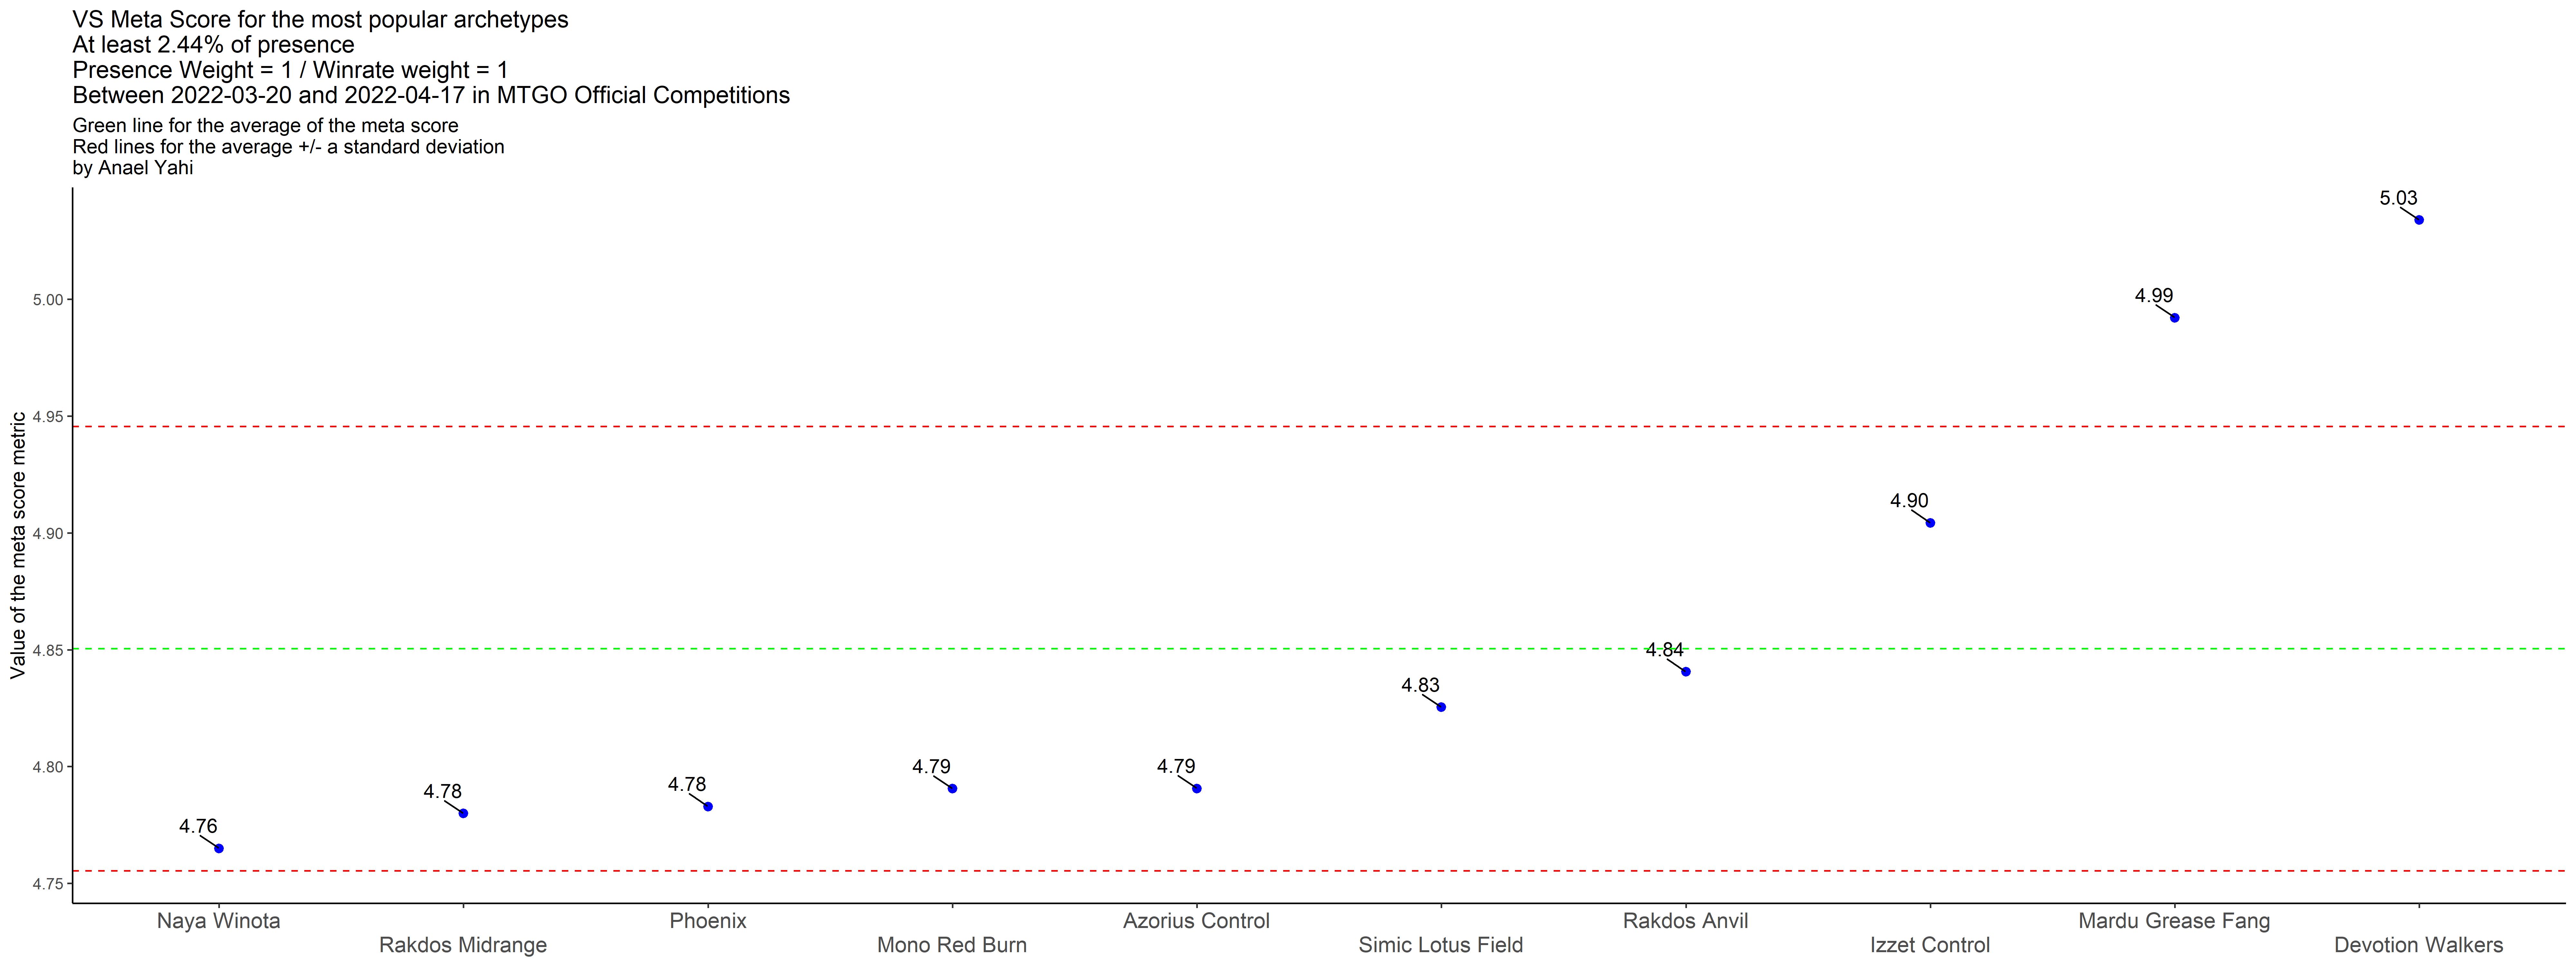 VS Meta Score for the most popular archetypes
At least 2.44% of presence
Presence Weight = 1 / Winrate weight = 1
Between 2022-03-20 and 2022-04-17 in MTGO Official Competitions
Green line for the average of the meta score
Red lines for the average +/- a standard deviation
by Anael Yahi
Value of the meta score metric
5.00
4.95
4.90
4.85
4.80
4.75
4.76
4.78
4.78
4.79
4.79
4.83
4.84
4.90
4.99
5.03
Naya Winota
Rakdos Midrange
Phoenix
Mono Red Burn
Azorius Control
Simic Lotus Field
Rakdos Anvil
Izzet Control
Mardu Grease Fang
Devotion Walkers